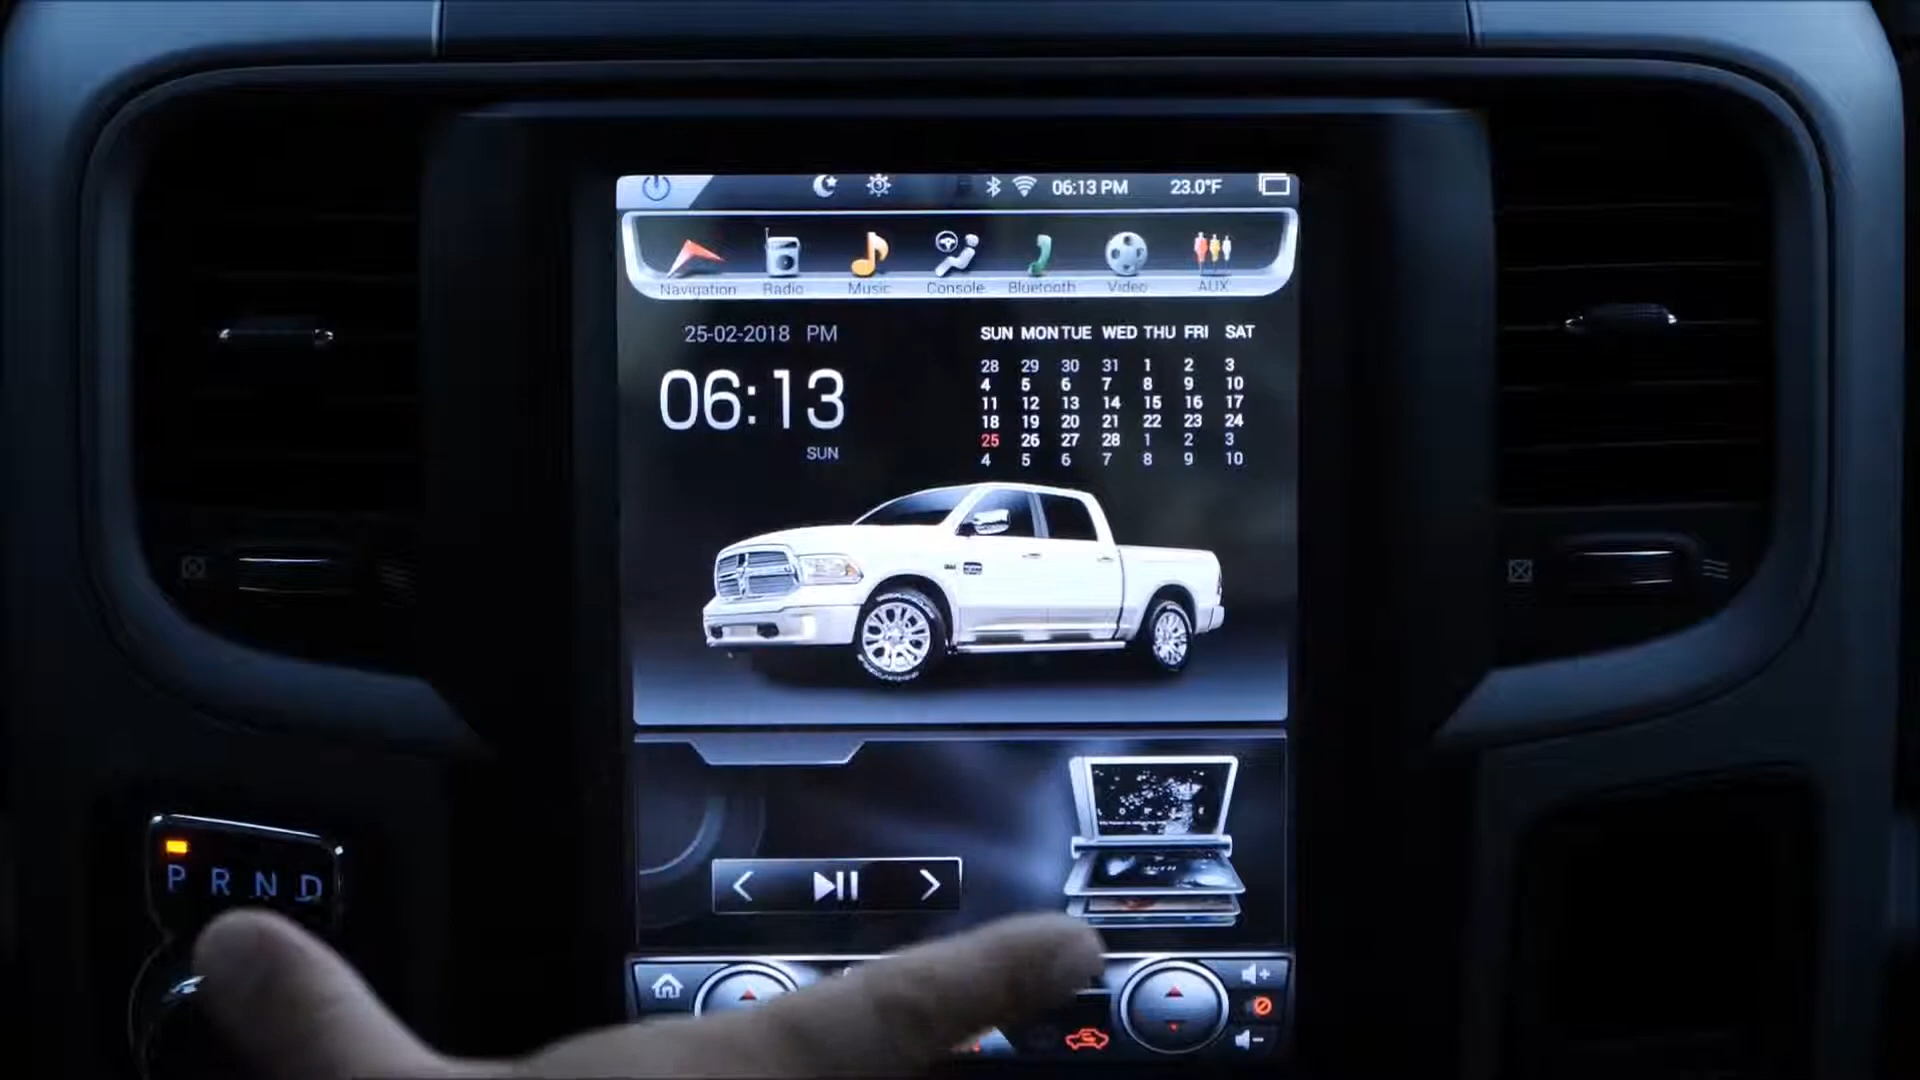 06:13 PM 23.0°F
Navigation Radio Music Console Bluetooth Video AUX
25-02-2018 PM
06:13
SUN
SUN MON TUE WED THU FRI SAT
28 29 30 31 1 2 3
4 5 6 7 8 9 10
11 12 13 14 15 16 17
18 19 20 21 22 23 24
25 26 27 28 1 2 3
4 5 6 7 8 9 10
P R N D